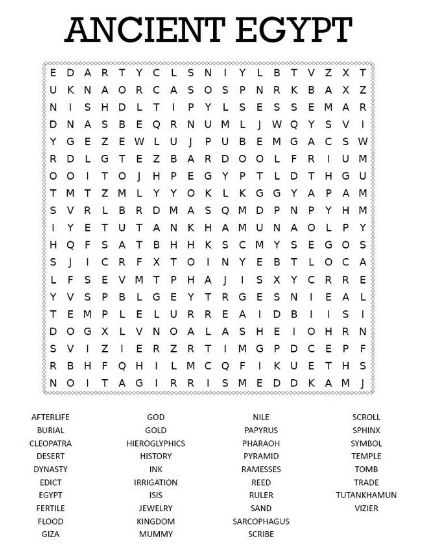 ANCIENT EGYPT
E D A R T Y C L S N I Y L B T V Z X T
U K N A O R C A S O S P N R K B A X Z
N I S H D L T I P Y L S E S S E M A R
D N A S B E Q R N U M L J W Q Y S V I
Y G E Z E W L U J P U B E M G A C S W
R D L G T E Z B A R D O O L F R I U M
O O I T O J H P E G Y P T L D T H G U
T M T Z M L Y Y O K L K G G Y A P A M
S V R L B R D M A S Q M D P N P Y H M
I Y E T U T A N K H A M U N A O L P Y
H Q F S A T B H H K S C M Y S E G O S
S J I C R F X T O I N Y E B T L O C A
L F S E V M T P H A J I S X Y C R R E
Y V S P B L G E Y T R G E S N I E A L
T E M P L E L U R R E A I D B I I S I
D O G X L V N O A L A S H E I O H R N
S V I Z I E R Z R T I M G P D C E P F
R B H F Q H I L M C Q F I K U E T H S
N O I T A G I R R I S M E D D K A M J
AFTERLIFE GOD NILE SCROLL
BURIAL GOLD PAPYRUS SPHINX
CLEOPATRA HIEROGLYPHICS PHARAOH SYMBOL
DESERT HISTORY PYRAMID TEMPLE
DYNASTY INK RAMESSES TOMB
EDICT IRRIGATION REED TRADE
EGYPT ISIS RULER TUTANKHAMUN
FERTILE JEWELRY SAND VIZIER
FLOOD KINGDOM SARCOPHAGUS
GIZA MUMMY SCRIBE